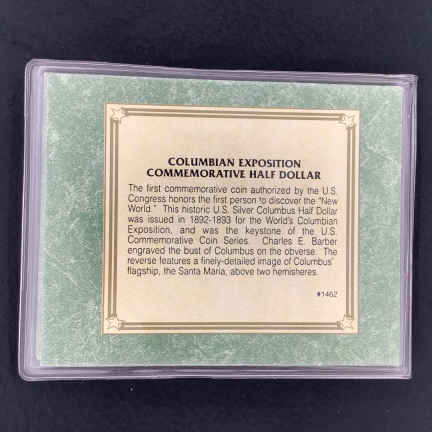 COLUMBIAN EXPOSITION
COMMEMORATIVE HALF DOLLAR
The first commemorative coin authorized by the U.S.
Congress honors the first person to discover the "New
World." This historic U.S. Silver Columbus Half Dollar
was issued in 1892-1893 for the World's Columbian
Exposition, and was the keystone of the U.S.
Commemorative Coin Series. Charles E. Barber
engraved the bust of Columbus on the obverse. The
reverse features a finely-detailed image of Columbus'
flagship, the Santa Maria, above two hemisheres.
#1462